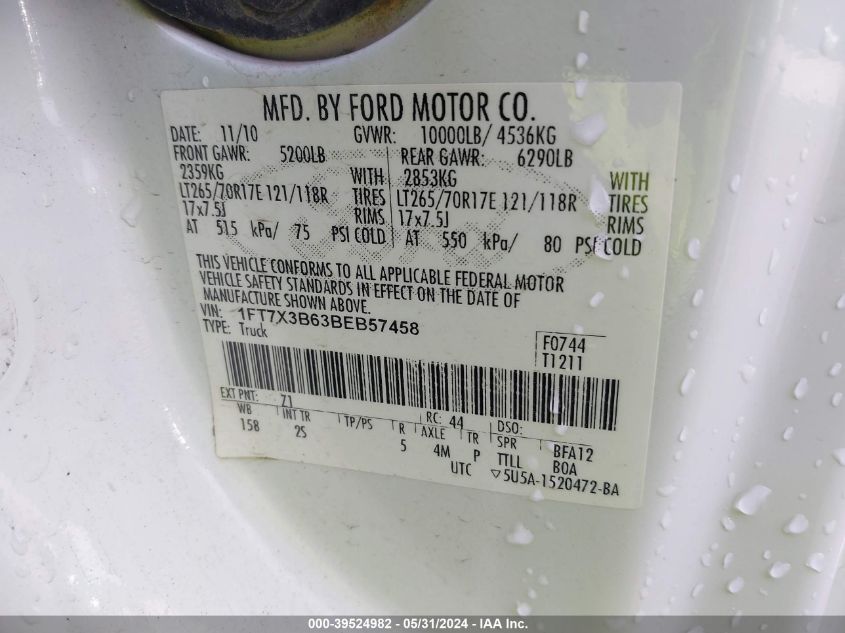 MFD. BY FORD MOTOR CO.
DATE: 11/10 GVWR: 10000LB/ 4536KG
FRONT GAWR: 5200LB REAR GAWR: 6290LB
2359KG WITH 2853KG WITH
LT265/70R17E 121/118R TIRES LT265/70R17E 121/118R TIRES
17x7.5J RIMS 17x7.5J RIMS
AT 515 kPa/ 75 PSI COLD AT 550 kPa/ 80 PSI COLD
THIS VEHICLE CONFORMS TO ALL APPLICABLE FEDERAL MOTOR
VEHICLE SAFETY STANDARDS IN EFFECT ON THE DATE OF
MANUFACTURE SHOWN ABOVE.
VIN: 1FT7X3B63BEB57458
TYPE: Truck
F0744
T1211
EXT PNT: Z1 RC: 44 DSO:
WB INT TR TP/PS R AXLE TR SPR BFA12
158 2S 5 4M P TTLL BOA
UTC ▽5U5A-1520472-BA
000-39524982 / 05/31/2024 - IAA Inc.